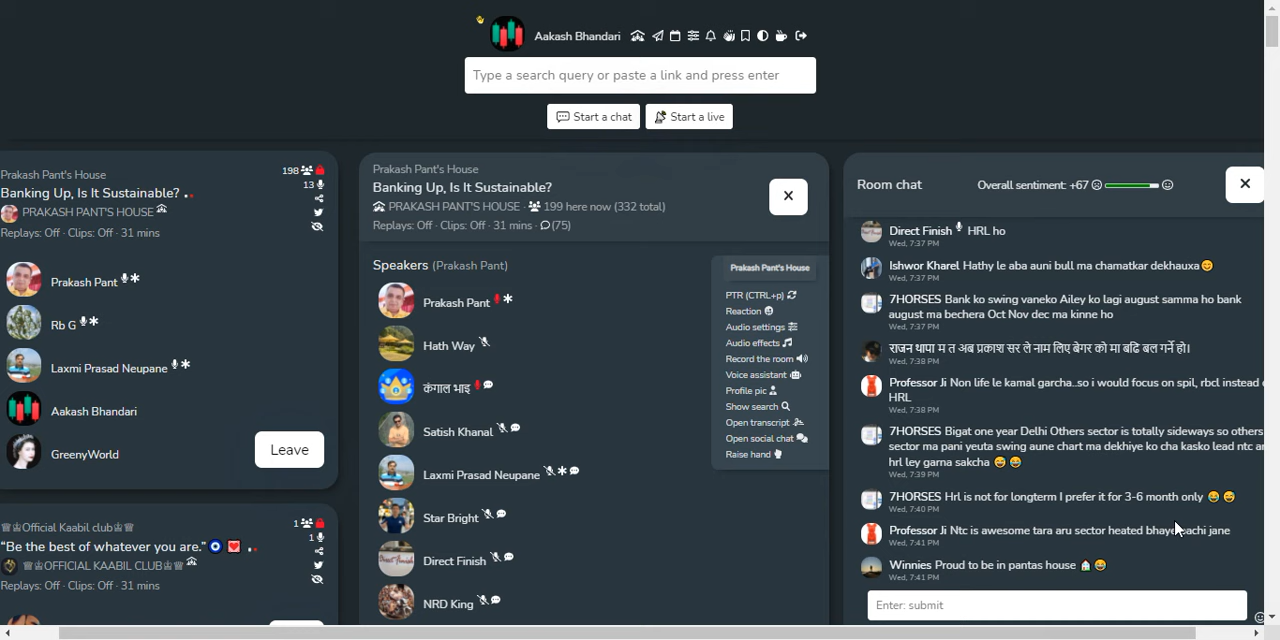 Aakash Bhandari
Type a search query or paste a link and press enter
Start a chat
Start a live
Prakash Pant's House
Banking Up, Is It Sustainable?
PRAKASH PANT'S HOUSE
Replays: Off · Clips: Off · 31 mins
198
13
Prakash Pant
Rb G
Laxmi Prasad Neupane
Aakash Bhandari
GreenyWorld
Leave
♕♔Official Kaabil club♔♕
“Be the best of whatever you are.”
♕♔OFFICIAL KAABIL CLUB♔♕
Replays: Off · Clips: Off · 31 mins
1
1
Prakash Pant's House
Banking Up, Is It Sustainable?
PRAKASH PANT'S HOUSE · 199 here now (332 total)
Replays: Off · Clips: Off · 31 mins · (75)
Speakers (Prakash Pant)
Prakash Pant
Hath Way
कंगाल भाइ
Satish Khanal
Laxmi Prasad Neupane
Star Bright
Direct Finish
NRD King
Prakash Pant's House
PTR (CTRL+p)
Reaction
Audio settings
Audio effects
Record the room
Voice assistant
Profile pic
Show search
Open transcript
Open social chat
Raise hand
Room chat
Overall sentiment: +67
Direct Finish HRL ho
Wed, 7:37 PM
Ishwor Kharel Hathy le aba auni bull ma chamatkar dekhauxa😊
Wed, 7:37 PM
7HORSES Bank ko swing vaneko Ailey ko lagi august samma ho bank
august ma bechera Oct Nov dec ma kinne ho
Wed, 7:37 PM
राजन थापा म त अब प्रकाश सर ले नाम लिए बेगर को मा बढि बल गर्ने हो।
Wed, 7:38 PM
Professor Ji Non life le kamal garcha..so i would focus on spil, rbcl instead
HRL
Wed, 7:38 PM
7HORSES Bigat one year Delhi Others sector is totally sideways so others
sector ma pani yeuta swing aune chart ma dekhiye ko cha kasko lead ntc ar
hrl ley garna sakcha 😅 😂
Wed, 7:39 PM
7HORSES Hrl is not for longterm I prefer it for 3-6 month only 😂 😅
Wed, 7:40 PM
Professor Ji Ntc is awesome tara aru sector heated jane
Wed, 7:41 PM
Winnies Proud to be in pantas house 🏠 😂
Wed, 7:41 PM
Enter: submit